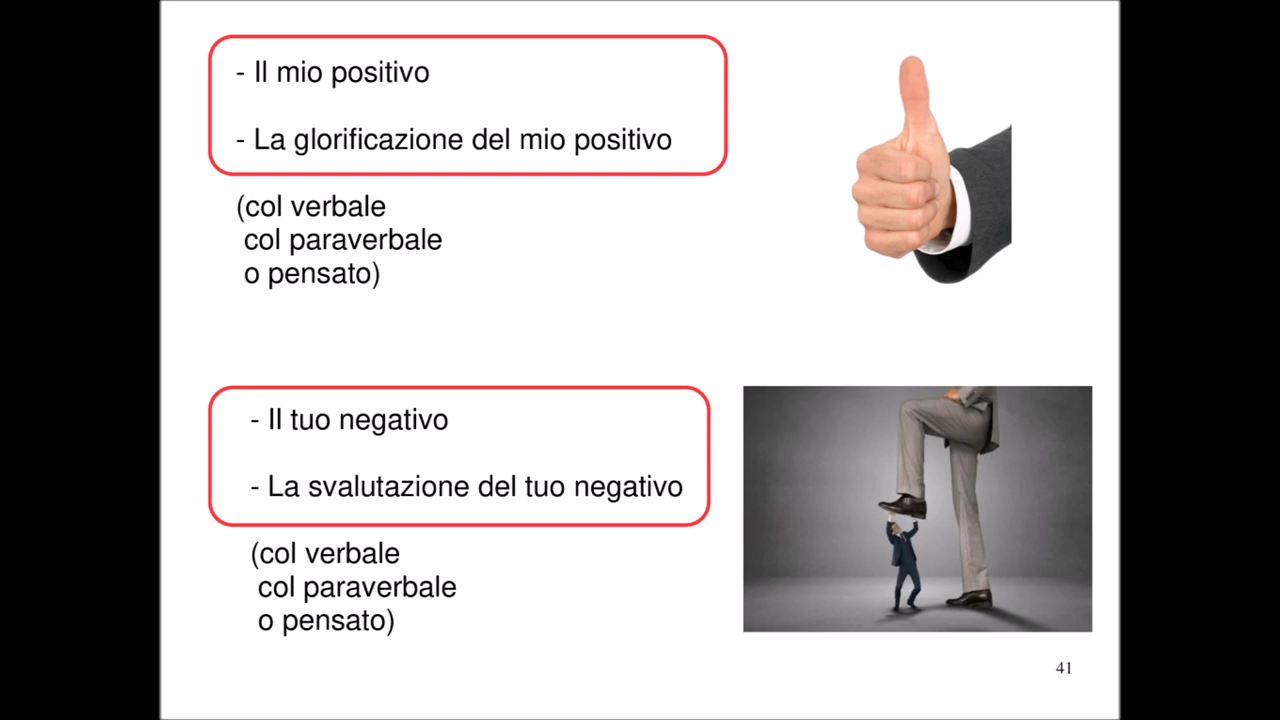 - Il mio positivo
- La glorificazione del mio positivo
(col verbale
col paraverbale
o pensato)
- Il tuo negativo
- La svalutazione del tuo negativo
(col verbale
col paraverbale
o pensato)
41